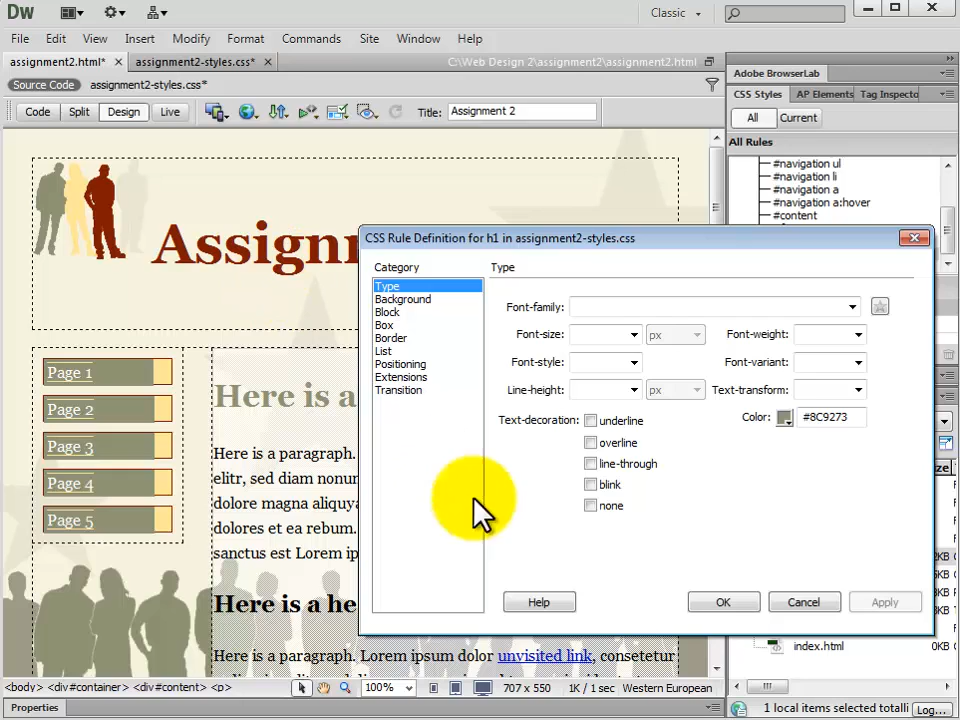 Dw Classic
File Edit View Insert Modify Format Commands Site Window Help
assignment2.html* assignment2-styles.css* C:\Web Design 2\assignment2\assignment2.html
Source Code assignment2-styles.css*
Code Split Design Live Title: Assignment 2
Adobe BrowserLab
CSS Styles AP Elements Tag Inspecto
All Current
All Rules
#navigation ul
#navigation li
#navigation a
#navigation a:hover
#content
Assign
CSS Rule Definition for h1 in assignment2-styles.css
Category Type
Type
Background
Block
Box
Border
List
Positioning
Extensions
Transition
Font-family:
Font-size: px Font-weight:
Font-style: Font-variant:
Line-height: px Text-transform:
Text-decoration: underline Color: #8C9273
overline
line-through
blink
none
Help OK Cancel Apply
Page 1
Page 2
Page 3
Page 4
Page 5
Here is a
Here is a paragraph.
elitr, sed diam nonun
dolore magna aliquya
dolores et ea rebum.
sanctus est Lorem ip
Here is a he
Here is a paragraph. Lorem ipsum dolor unvisited link, consetetur
ize
2KB
5KB
0KB
index.html 0KB
<body> <div#container> <div#content> <p> 100% 707 x 550 1K / 1 sec Western European
Properties
1 local items selected totalli Log...